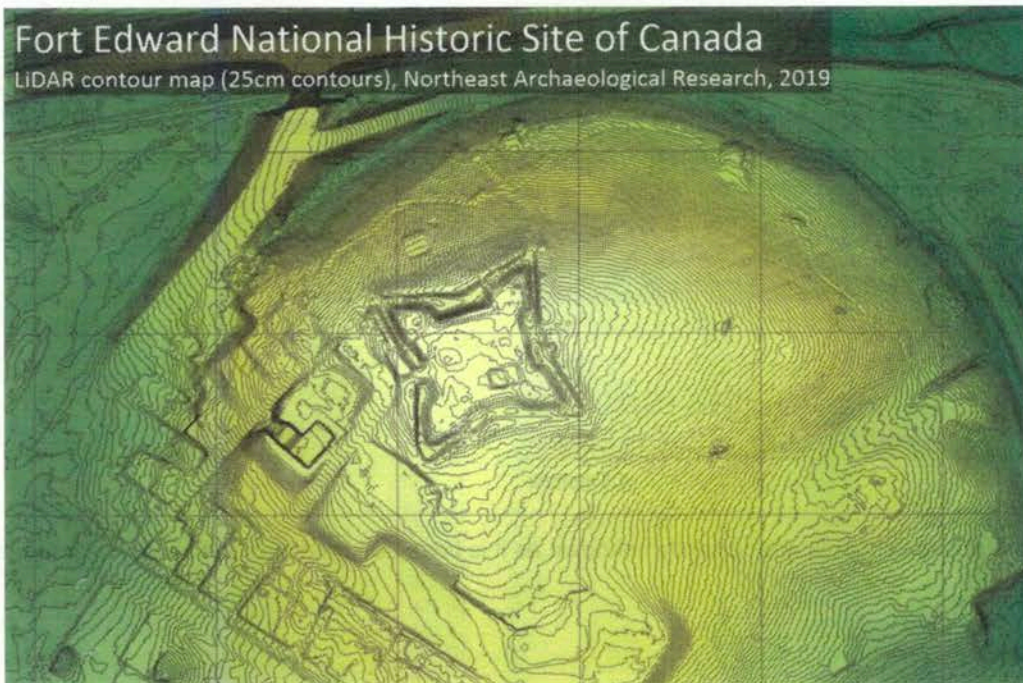 Fort Edward National Historic Site of Canada
LiDAR contour map (25cm contours), Northeast Archaeological Research, 2019